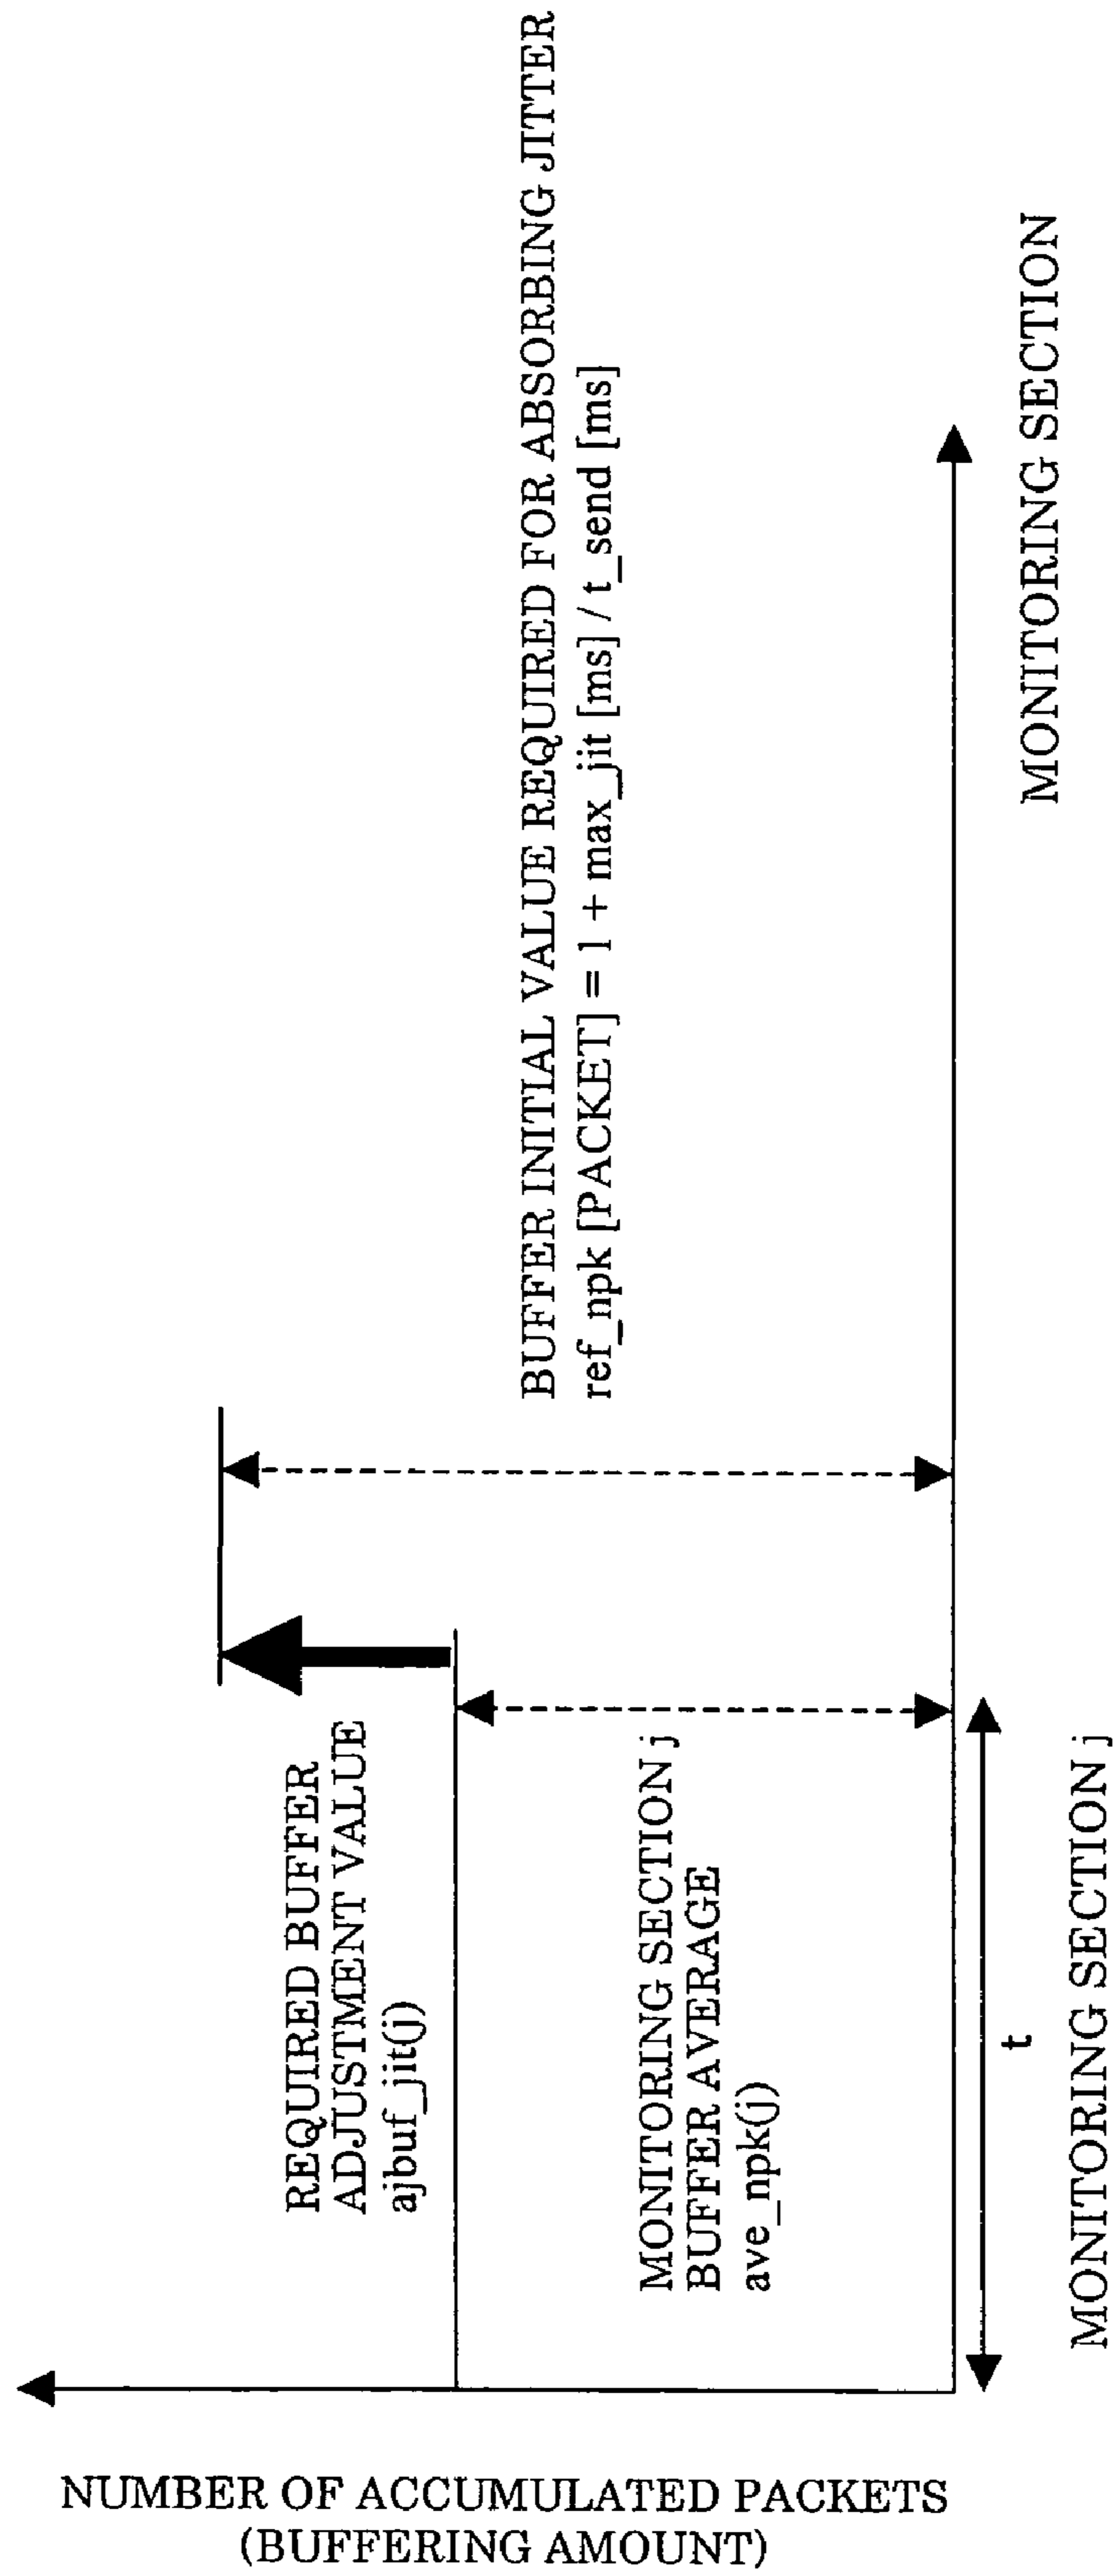 NUMBER OF ACCUMULATED PACKETS
(BUFFERING AMOUNT)
REQUIRED BUFFER
ADJUSTMENT VALUE
ajbuf_jit(j)
MONITORING SECTION j
BUFFER AVERAGE
ave_npk(j)
BUFFER INITIAL VALUE REQUIRED FOR ABSORBING JITTER
ref_npk [PACKET] = 1 + max_jit [ms] / t_send [ms]
t
MONITORING SECTION j
MONITORING SECTION